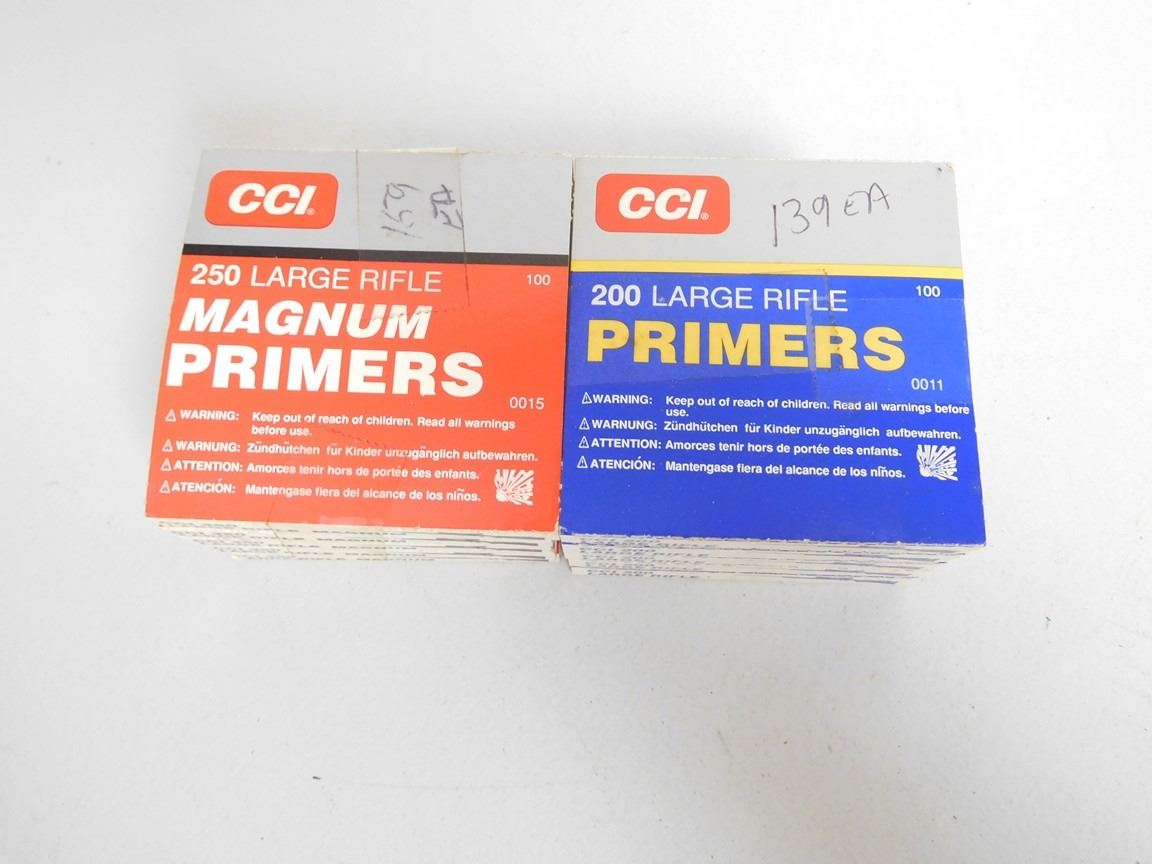 CCI®
159
EA
250 LARGE RIFLE 100
MAGNUM
PRIMERS
0015
⚠ WARNING: Keep out of reach of children. Read all warnings
before use.
⚠ WARNUNG: Zündhütchen für Kinder unzugänglich aufbewahren.
⚠ ATTENTION: Amorces tenir hors de portée des enfants.
⚠ ATENCIÓN: Mantengase fiera del alcance de los niños.
CCI®
139 EA
200 LARGE RIFLE 100
PRIMERS
0011
⚠ WARNING: Keep out of reach of children. Read all warnings before
use.
⚠ WARNUNG: Zündhütchen für Kinder unzugänglich aufbewahren.
⚠ ATTENTION: Amorces tenir hors de portée des enfants.
⚠ ATENCIÓN: Mantengase fiera del alcance de los niños.